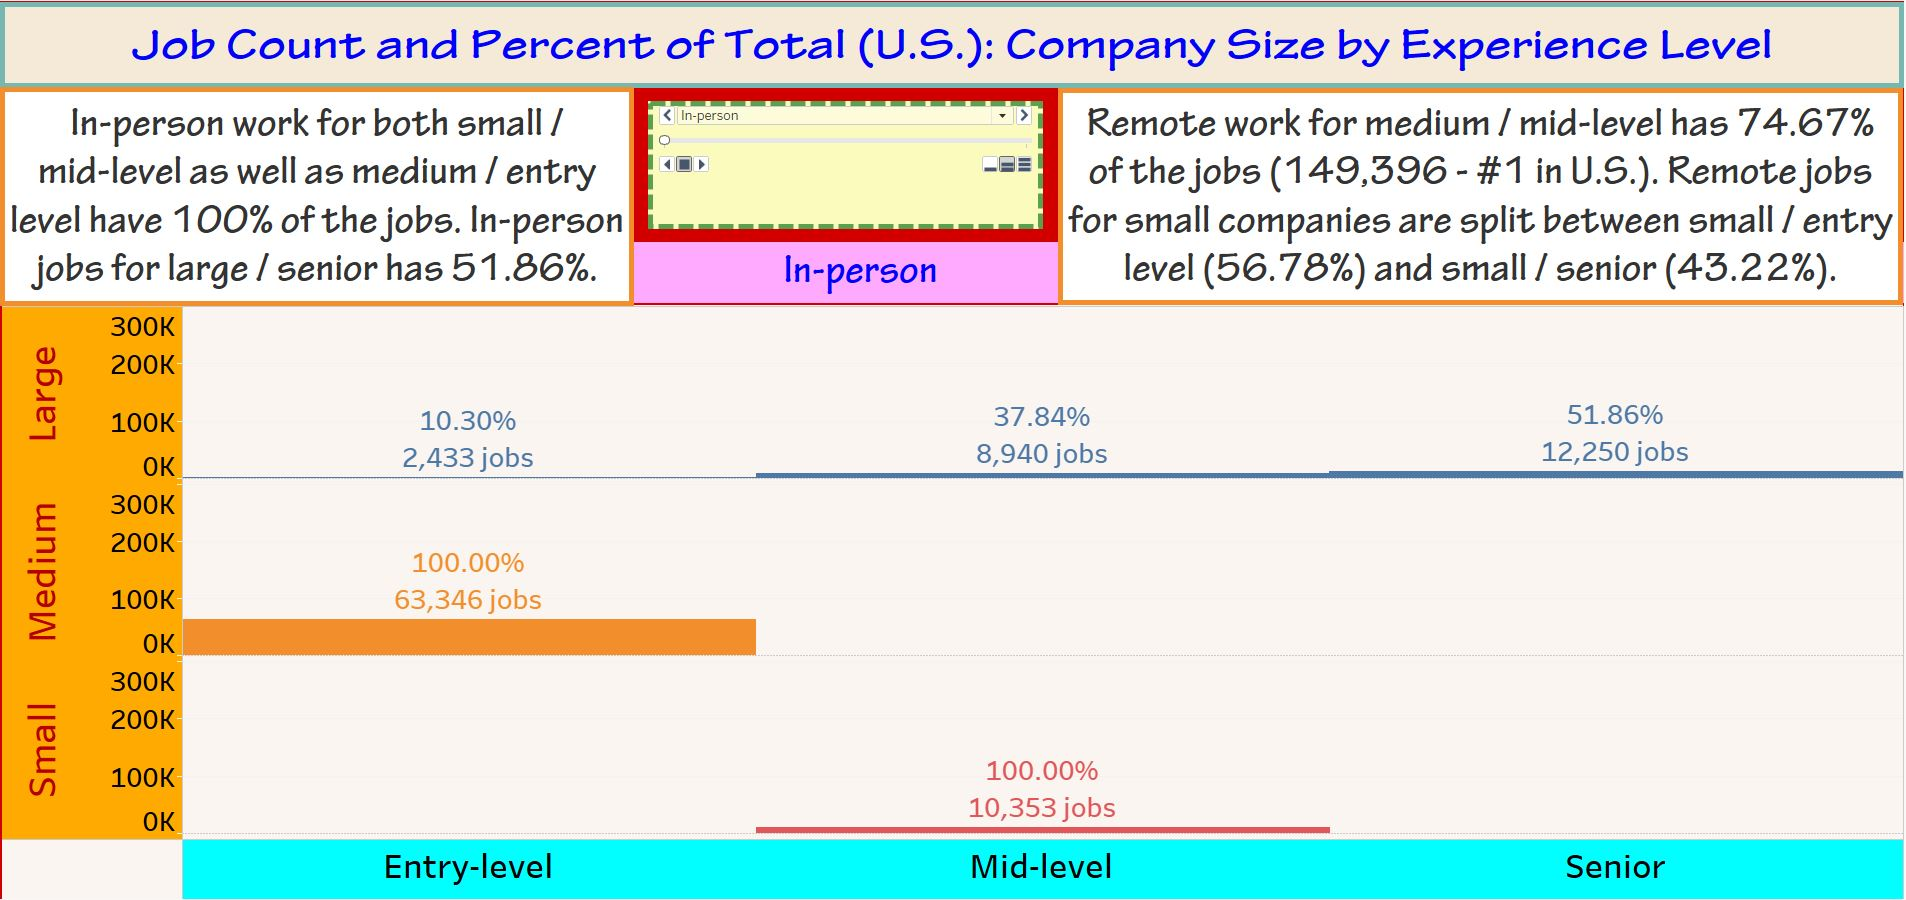 Job Count and Percent of Total (U.S.): Company Size by Experience Level
In-person work for both small /
mid-level as well as medium / entry
level have 100% of the jobs. In-person
jobs for large / senior has 51.86%.
In-person
In-person
Remote work for medium / mid-level has 74.67%
of the jobs (149,396 - #1 in U.S.). Remote jobs
for small companies are split between small / entry
level (56.78%) and small / senior (43.22%).
Large
300K
200K
100K
0K
10.30%
2,433 jobs
37.84%
8,940 jobs
51.86%
12,250 jobs
Medium
300K
200K
100K
0K
100.00%
63,346 jobs
Small
300K
200K
100K
0K
100.00%
10,353 jobs
Entry-level
Mid-level
Senior